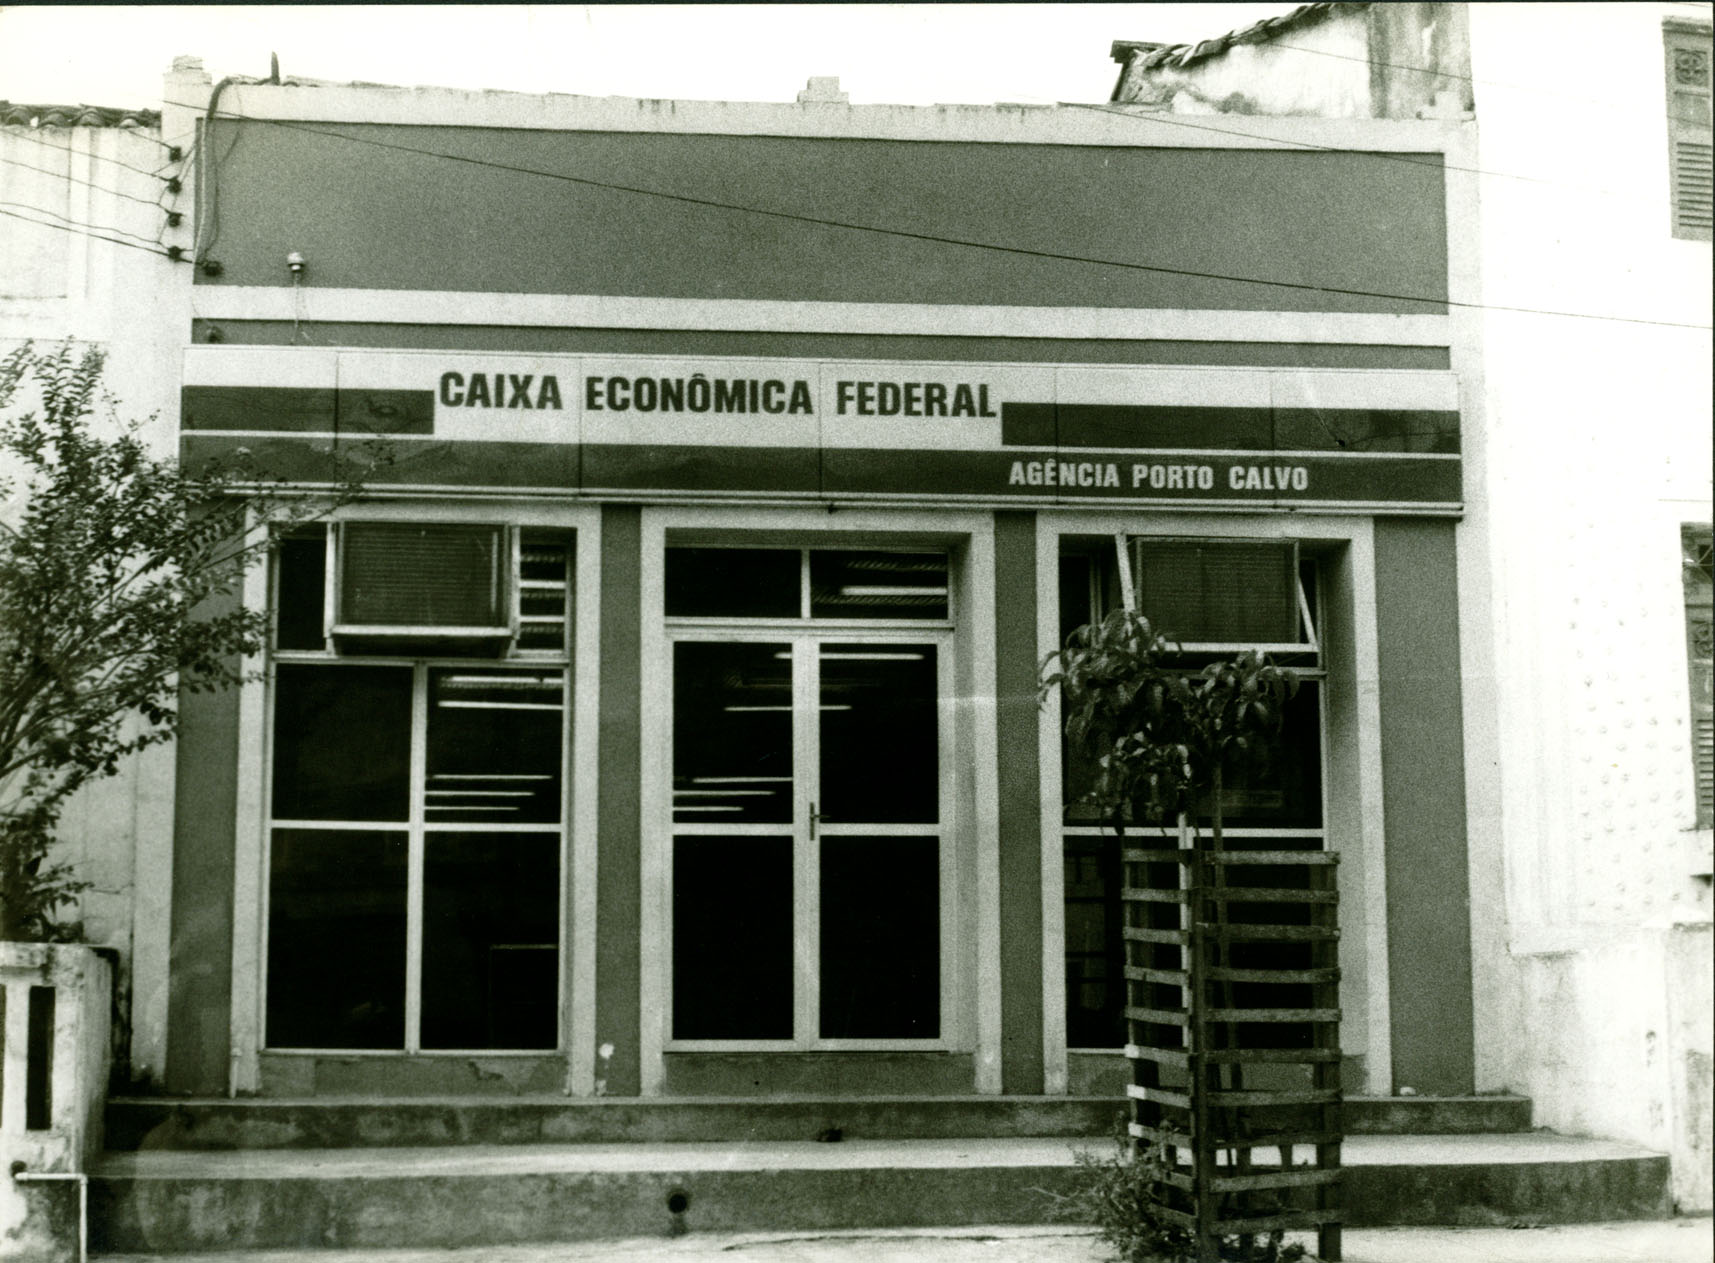 CAIXA ECONÔMICA FEDERAL
AGÊNCIA PORTO CALVO